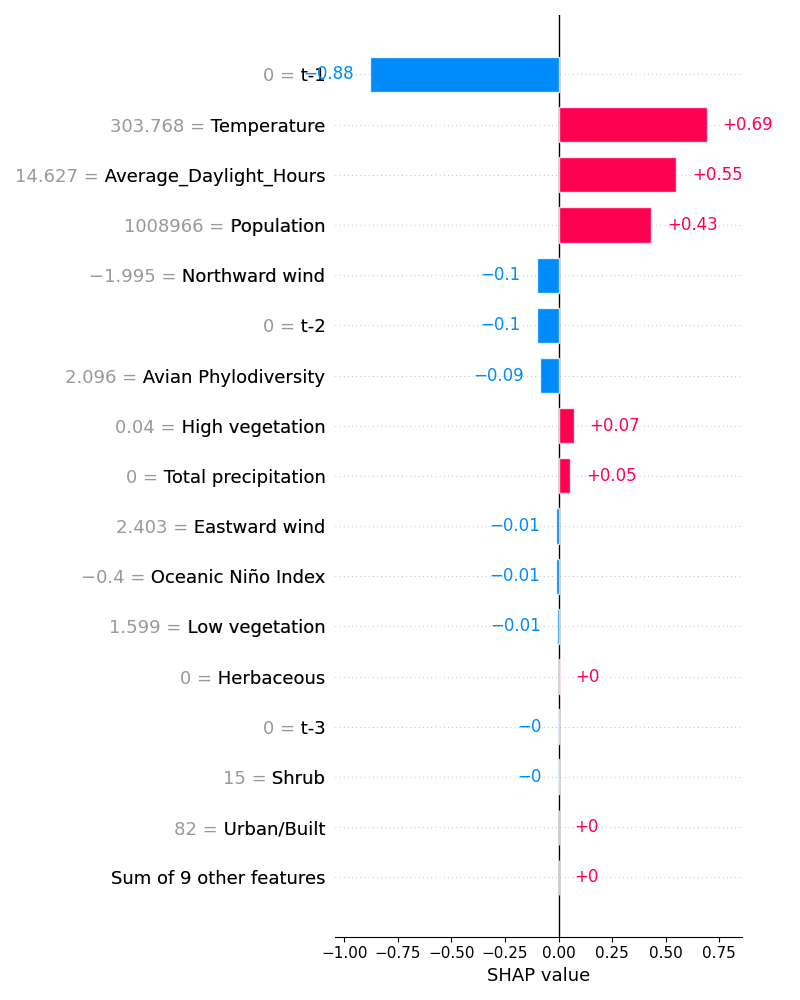 0 = t-1 −0.88
303.768 = Temperature +0.69
14.627 = Average_Daylight_Hours +0.55
1008966 = Population +0.43
−1.995 = Northward wind −0.1
0 = t-2 −0.1
2.096 = Avian Phylodiversity −0.09
0.04 = High vegetation +0.07
0 = Total precipitation +0.05
2.403 = Eastward wind −0.01
−0.4 = Oceanic Niño Index −0.01
1.599 = Low vegetation −0.01
0 = Herbaceous +0
0 = t-3 −0
15 = Shrub −0
82 = Urban/Built +0
Sum of 9 other features +0
−1.00 −0.75 −0.50 −0.25 0.00 0.25 0.50 0.75
SHAP value